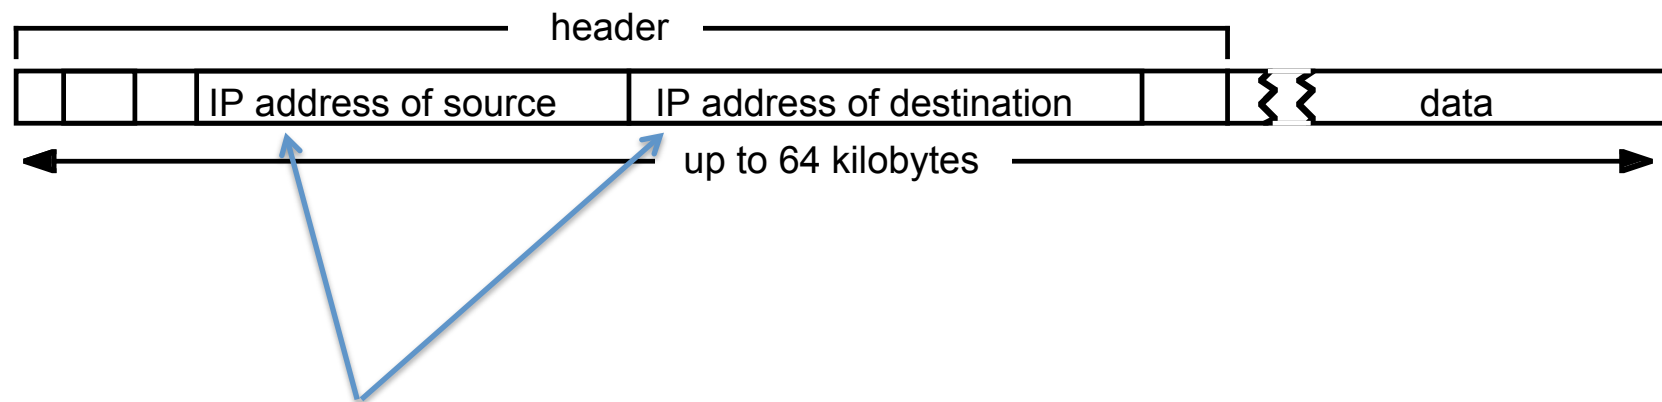 header
IP address of source IP address of destination data
up to 64 kilobytes